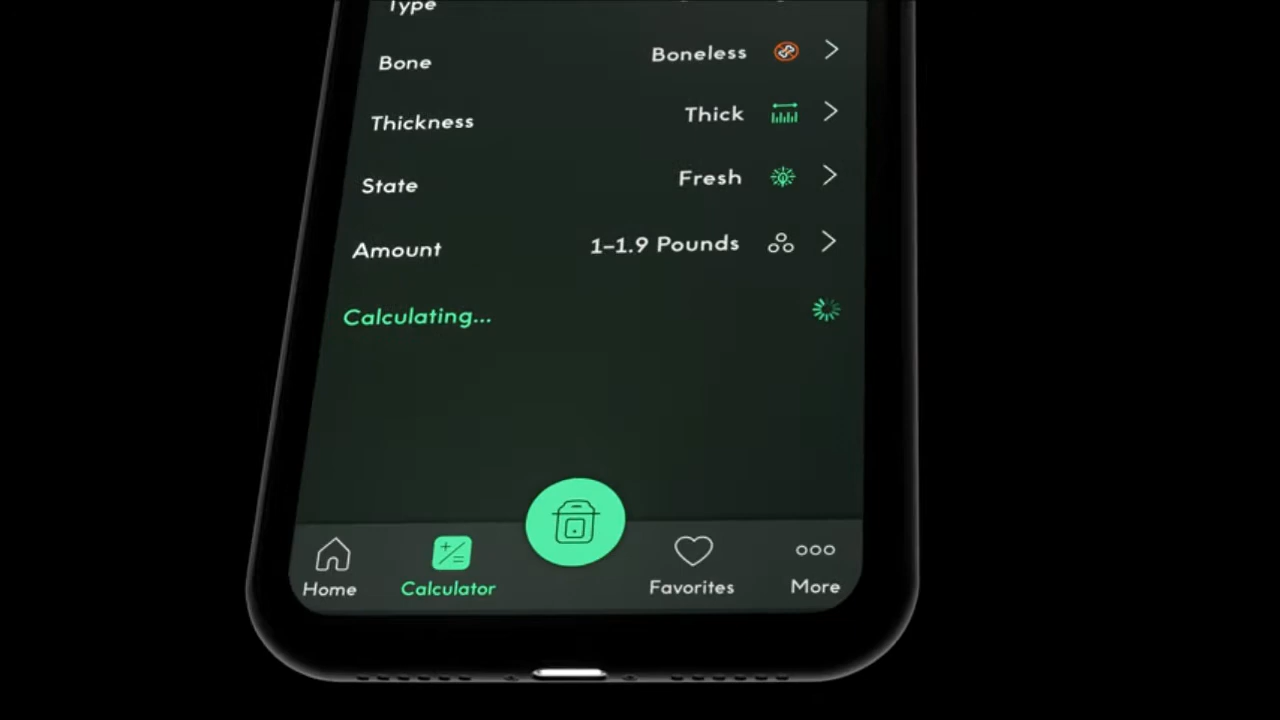 Type
Bone Boneless
Thickness Thick
State Fresh
Amount 1–1.9 Pounds
Calculating...
Home Calculator Favorites More